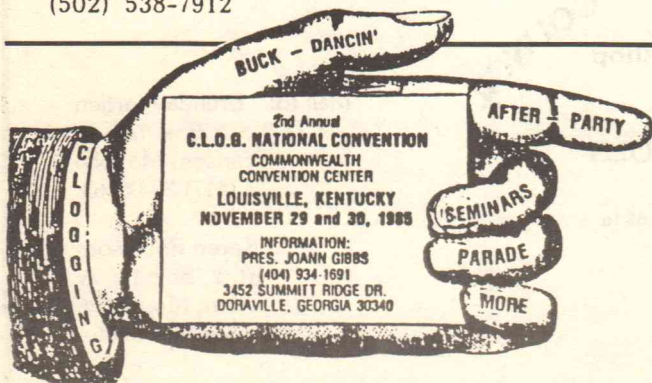 (502) 538-7912
BUCK - DANCIN'
CLOGGING
2nd Annual
C.L.O.G. NATIONAL CONVENTION
COMMONWEALTH
CONVENTION CENTER
LOUISVILLE, KENTUCKY
NOVEMBER 29 and 30, 1985
INFORMATION:
PRES. JOANN GIBBS
(404) 934-1691
3452 SUMMITT RIDGE DR.
DORAVILLE, GEORGIA 30340
AFTER - PARTY
SEMINARS
PARADE
MORE